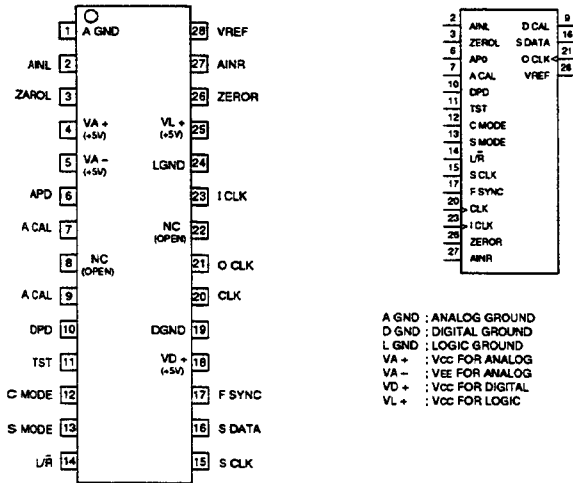 1 A GND 28 VREF
AINL 2 27 AINR
ZAROL 3 26 ZEROR
4 VA + (+5V) VL + (+5V) 25
5 VA - (+5V) LGND 24
APD 6 23 I CLK
A CAL 7 NC (OPEN) 22
8 NC (OPEN) 21 O CLK
A CAL 9 20 CLK
DPD 10 DGND 19
TST 11 VD + (+5V) 18
C MODE 12 17 F SYNC
S MODE 13 16 S DATA
L/R̅ 14 15 S CLK
2 AINL D CAL 9
3 ZEROL S DATA 16
6 APD O CLK 21
7 A CAL VREF 28
10 DPD
11 TST
12 C MODE
13 S MODE
14 L/R̅
15 S CLK
17 F SYNC
20 CLK
23 I CLK
26 ZEROR
27 AINR
A GND : ANALOG GROUND
D GND : DIGITAL GROUND
L GND : LOGIC GROUND
VA + : Vcc FOR ANALOG
VA - : VEE FOR ANALOG
VD + : Vcc FOR DIGITAL
VL + : Vcc FOR LOGIC